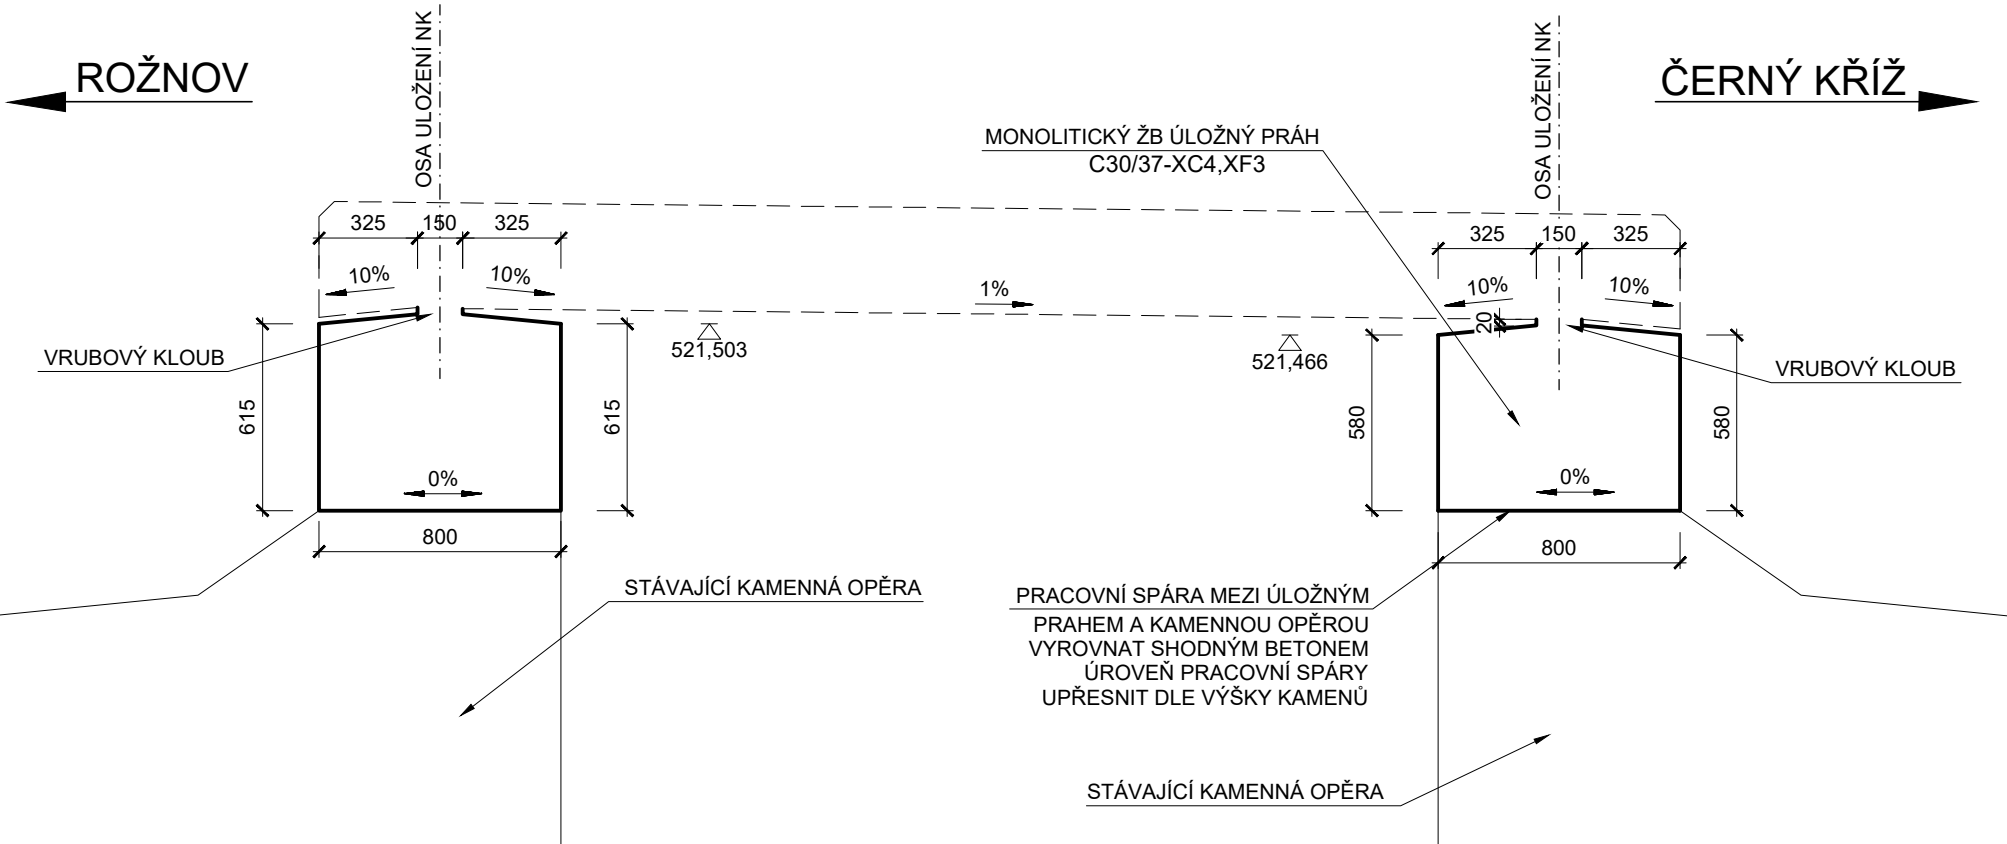 ROŽNOV
OSA ULOŽENÍ NK
OSA ULOŽENÍ NK
ČERNÝ KŘÍŽ
MONOLITICKÝ ŽB ÚLOŽNÝ PRÁH
C30/37-XC4,XF3
325 150 325
325 150 325
10% 10%
1%
10% 10%
20
521,503
521,466
VRUBOVÝ KLOUB
VRUBOVÝ KLOUB
615
615
580
580
0%
0%
800
800
STÁVAJÍCÍ KAMENNÁ OPĚRA
PRACOVNÍ SPÁRA MEZI ÚLOŽNÝM
PRAHEM A KAMENNOU OPĚROU
VYROVNAT SHODNÝM BETONEM
ÚROVEŇ PRACOVNÍ SPÁRY
UPŘESNIT DLE VÝŠKY KAMENŮ
STÁVAJÍCÍ KAMENNÁ OPĚRA